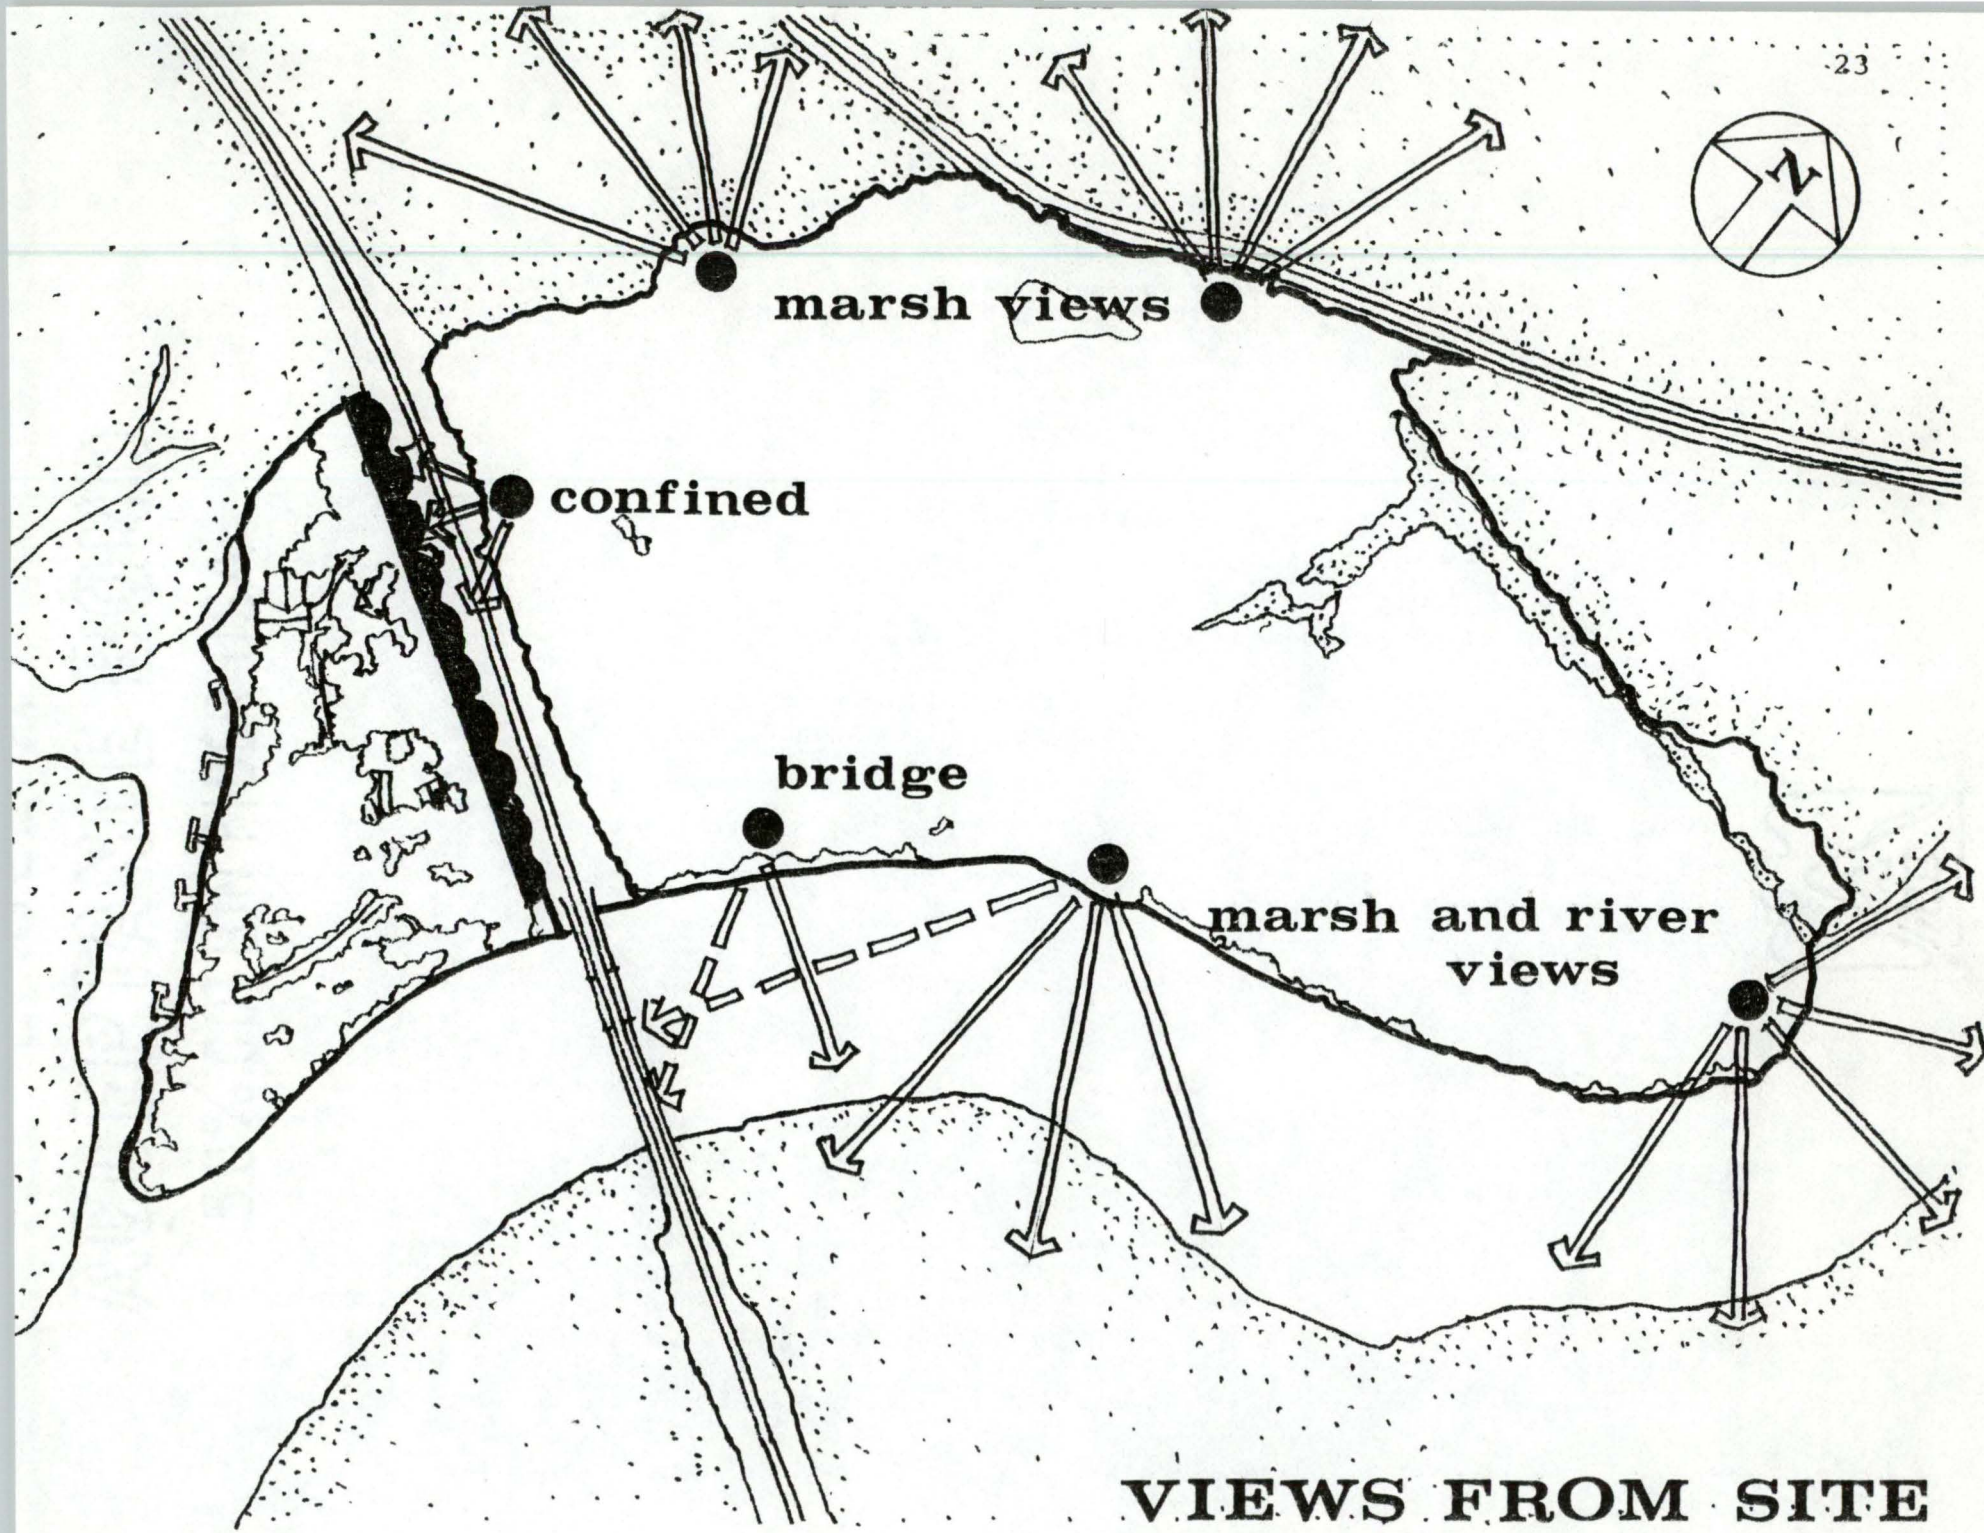 23
N
marsh views
confined
bridge
marsh and river
views
VIEWS FROM SITE